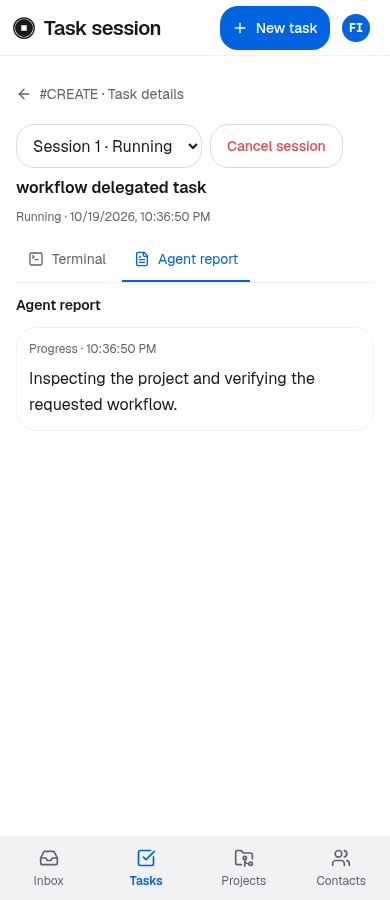 Task session
New task
FI
#CREATE · Task details
Session 1 · Running
Cancel session
workflow delegated task
Running · 10/19/2026, 10:36:50 PM
Terminal
Agent report
Agent report
Progress · 10:36:50 PM
Inspecting the project and verifying the
requested workflow.
Inbox
Tasks
Projects
Contacts